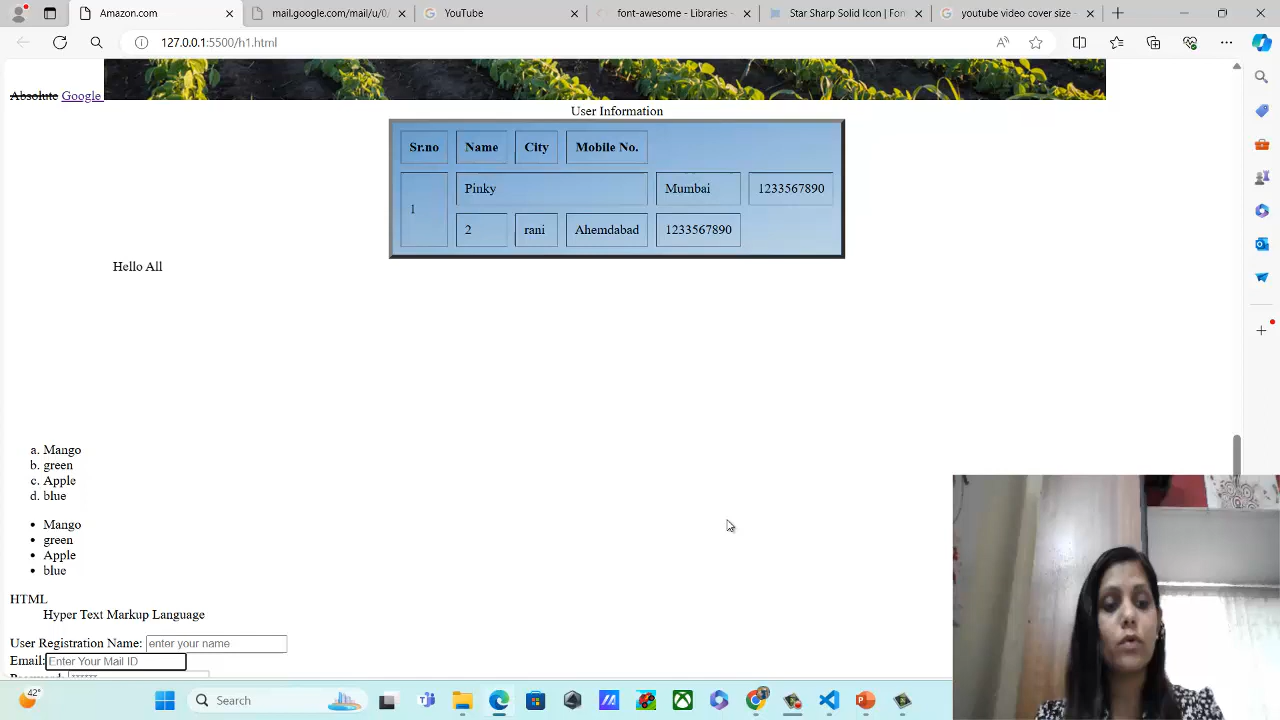 Amazon.com
mail.google.com/mail/u/0/
YouTube
font-awesome - Libraries -
Star Sharp Solid Icon | Font
youtube video cover size -
127.0.0.1:5500/h1.html
Absolute Google
User Information
Sr.no Name City Mobile No.
1 Pinky Mumbai 1233567890
2 rani Ahemdabad 1233567890
Hello All
a. Mango
b. green
c. Apple
d. blue
• Mango
• green
• Apple
• blue
HTML
Hyper Text Markup Language
User Registration Name: enter your name
Email: Enter Your Mail ID
42°
Search